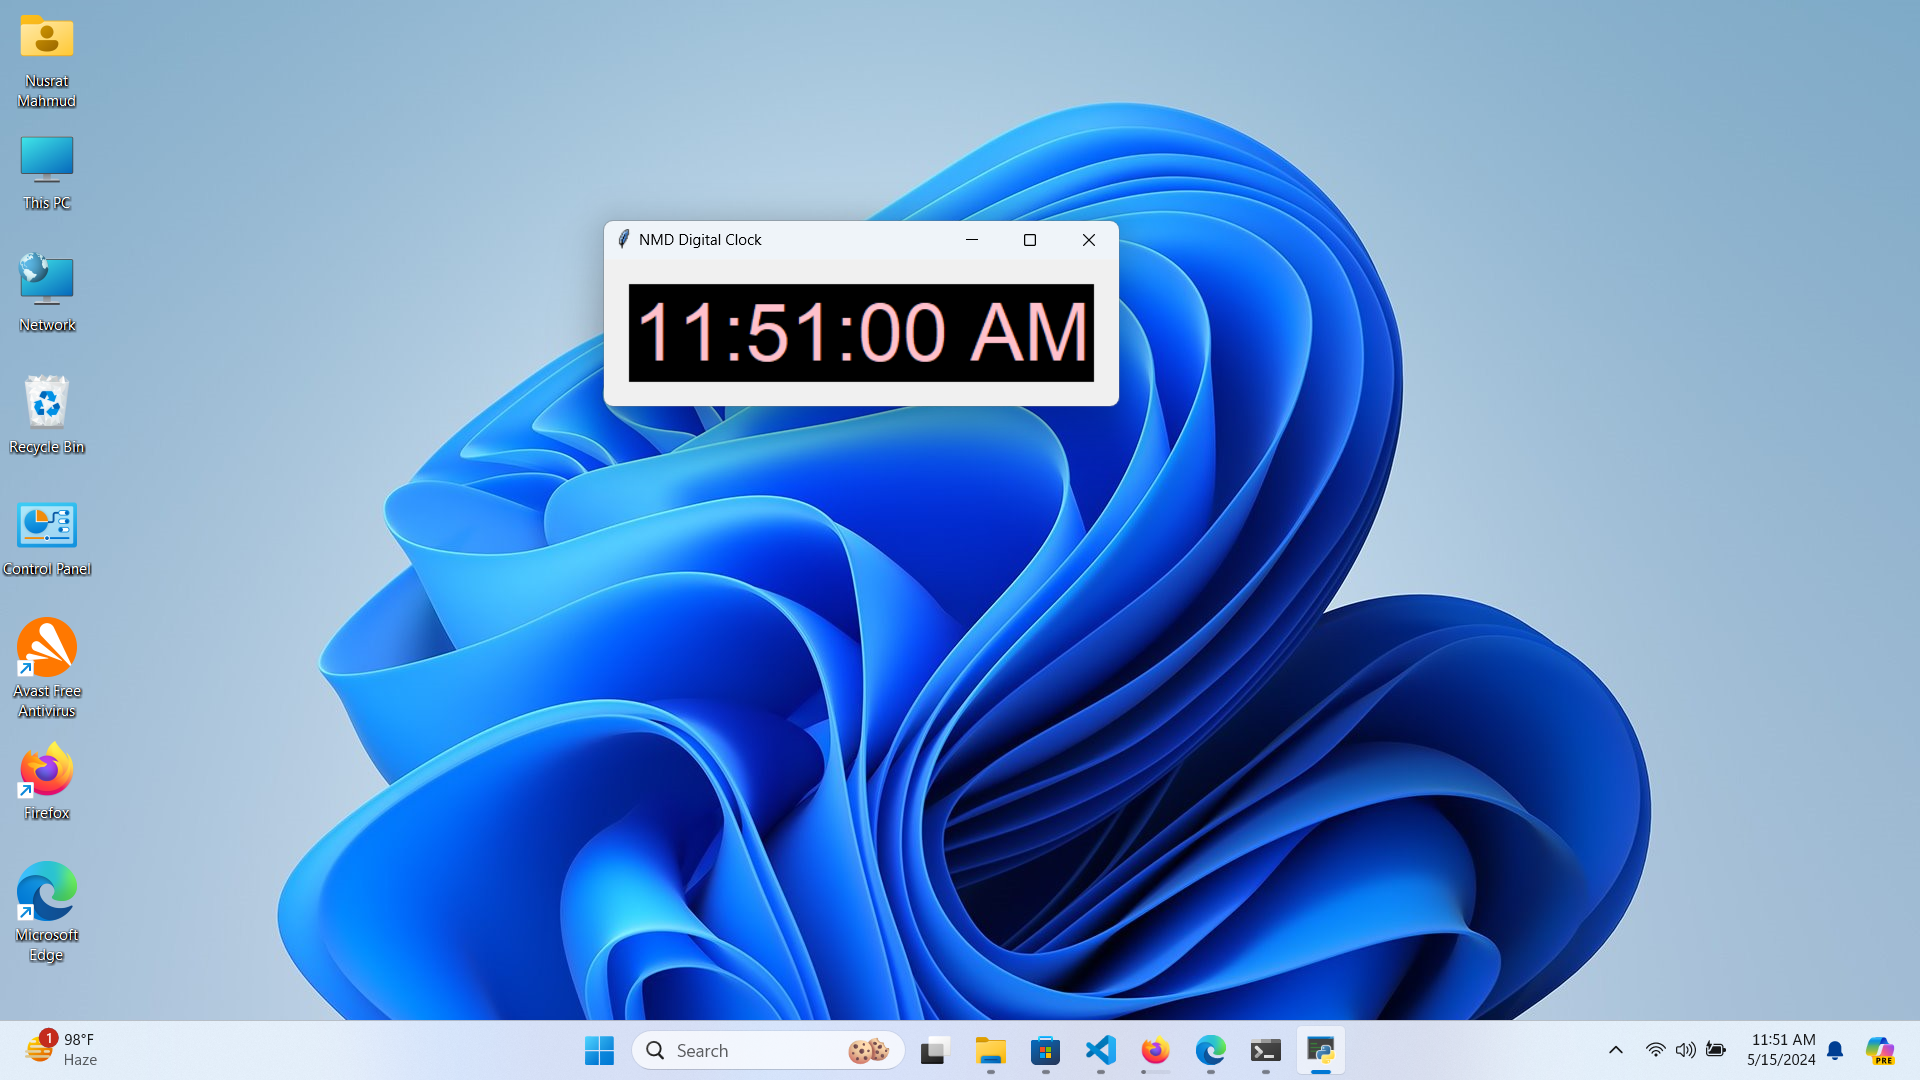 Nusrat
Mahmud
This PC
Network
Recycle Bin
Control Panel
Avast Free
Antivirus
Firefox
Microsoft
Edge
NMD Digital Clock
11:51:00 AM
1
98°F
Haze
Search
11:51 AM
5/15/2024
PRE